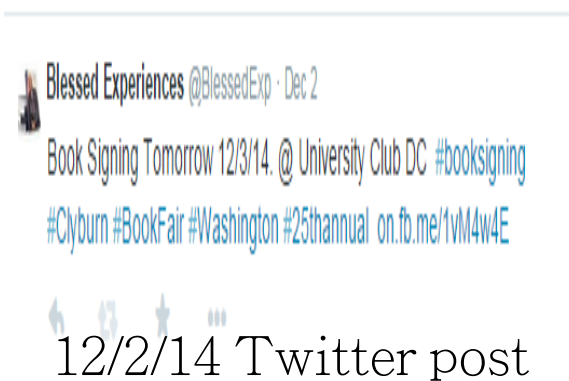 Blessed Experiences @BlessedExp · Dec 2
Book Signing Tomorrow 12/3/14. @ University Club DC #booksigning
#Clyburn #BookFair #Washington #25thannual on.fb.me/1vM4w4E
12/2/14 Twitter post